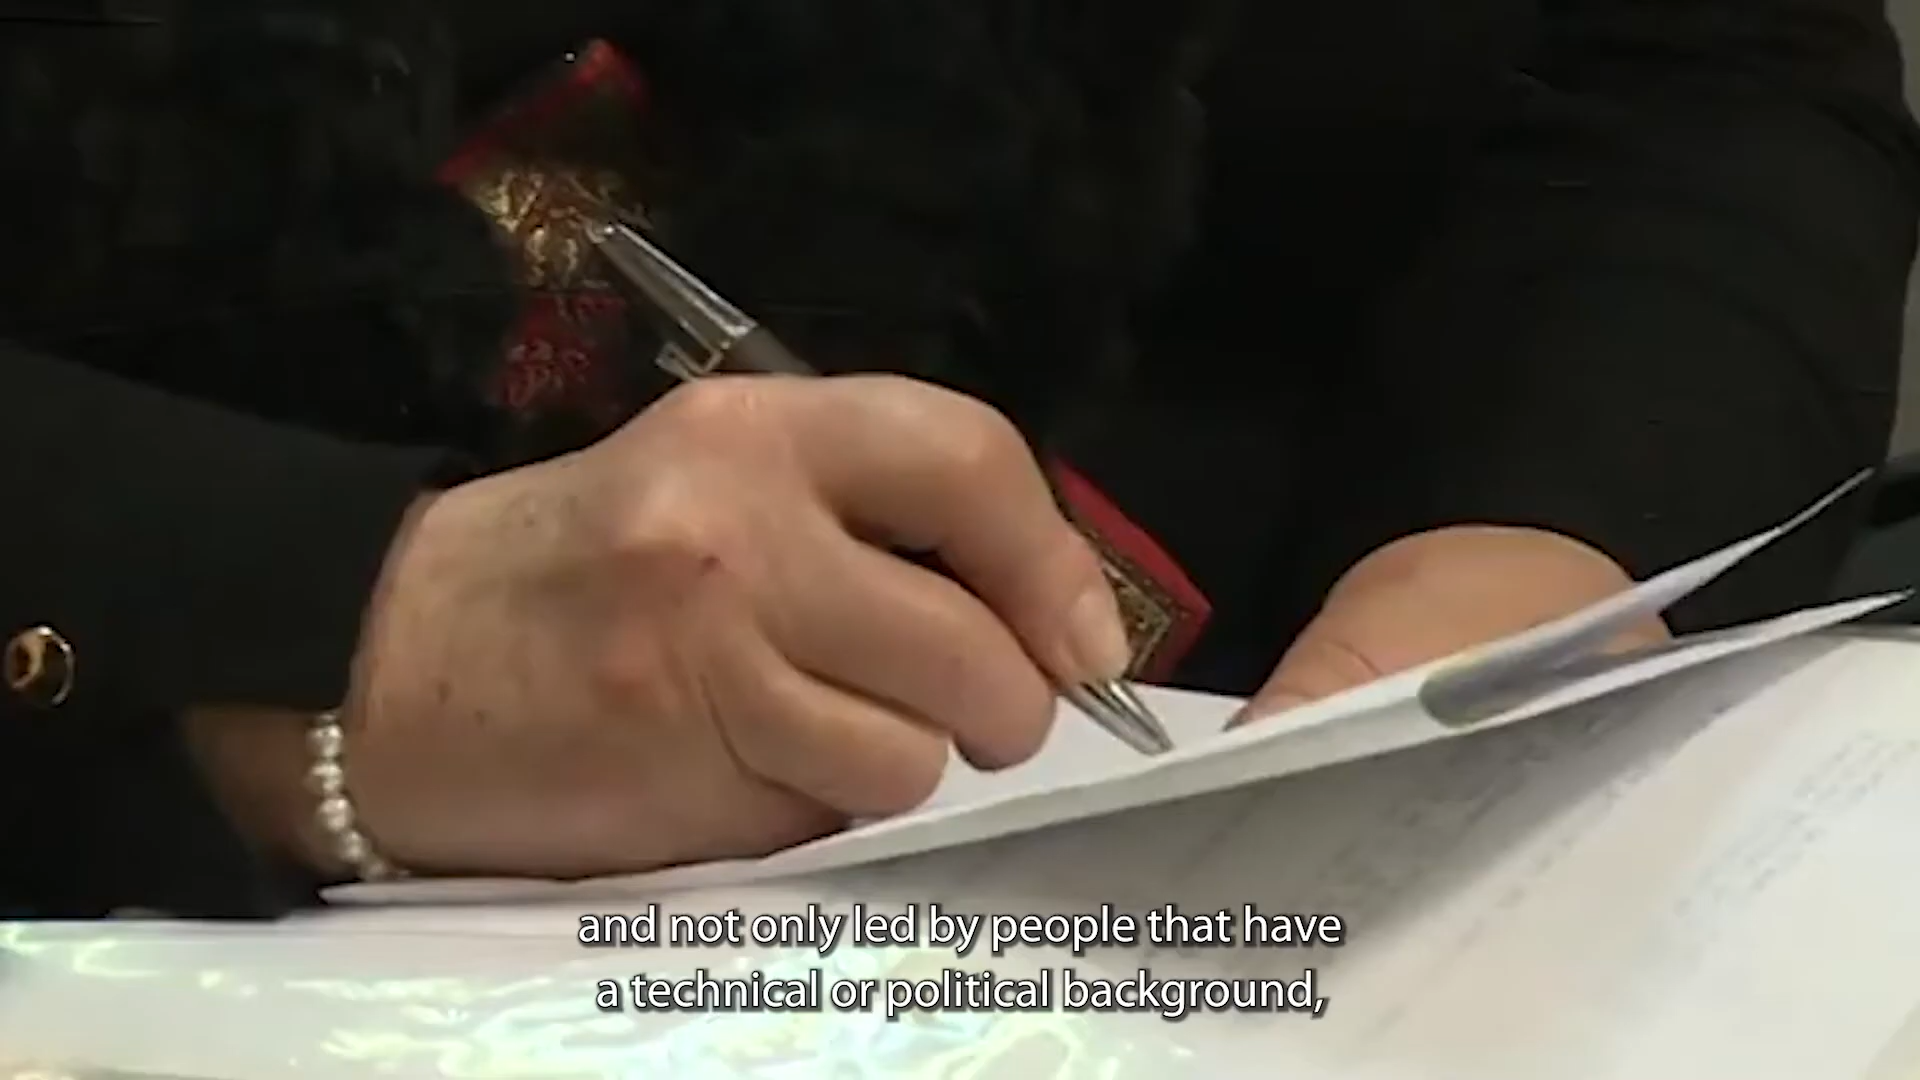 and not only led by people that have
a technical or political background,